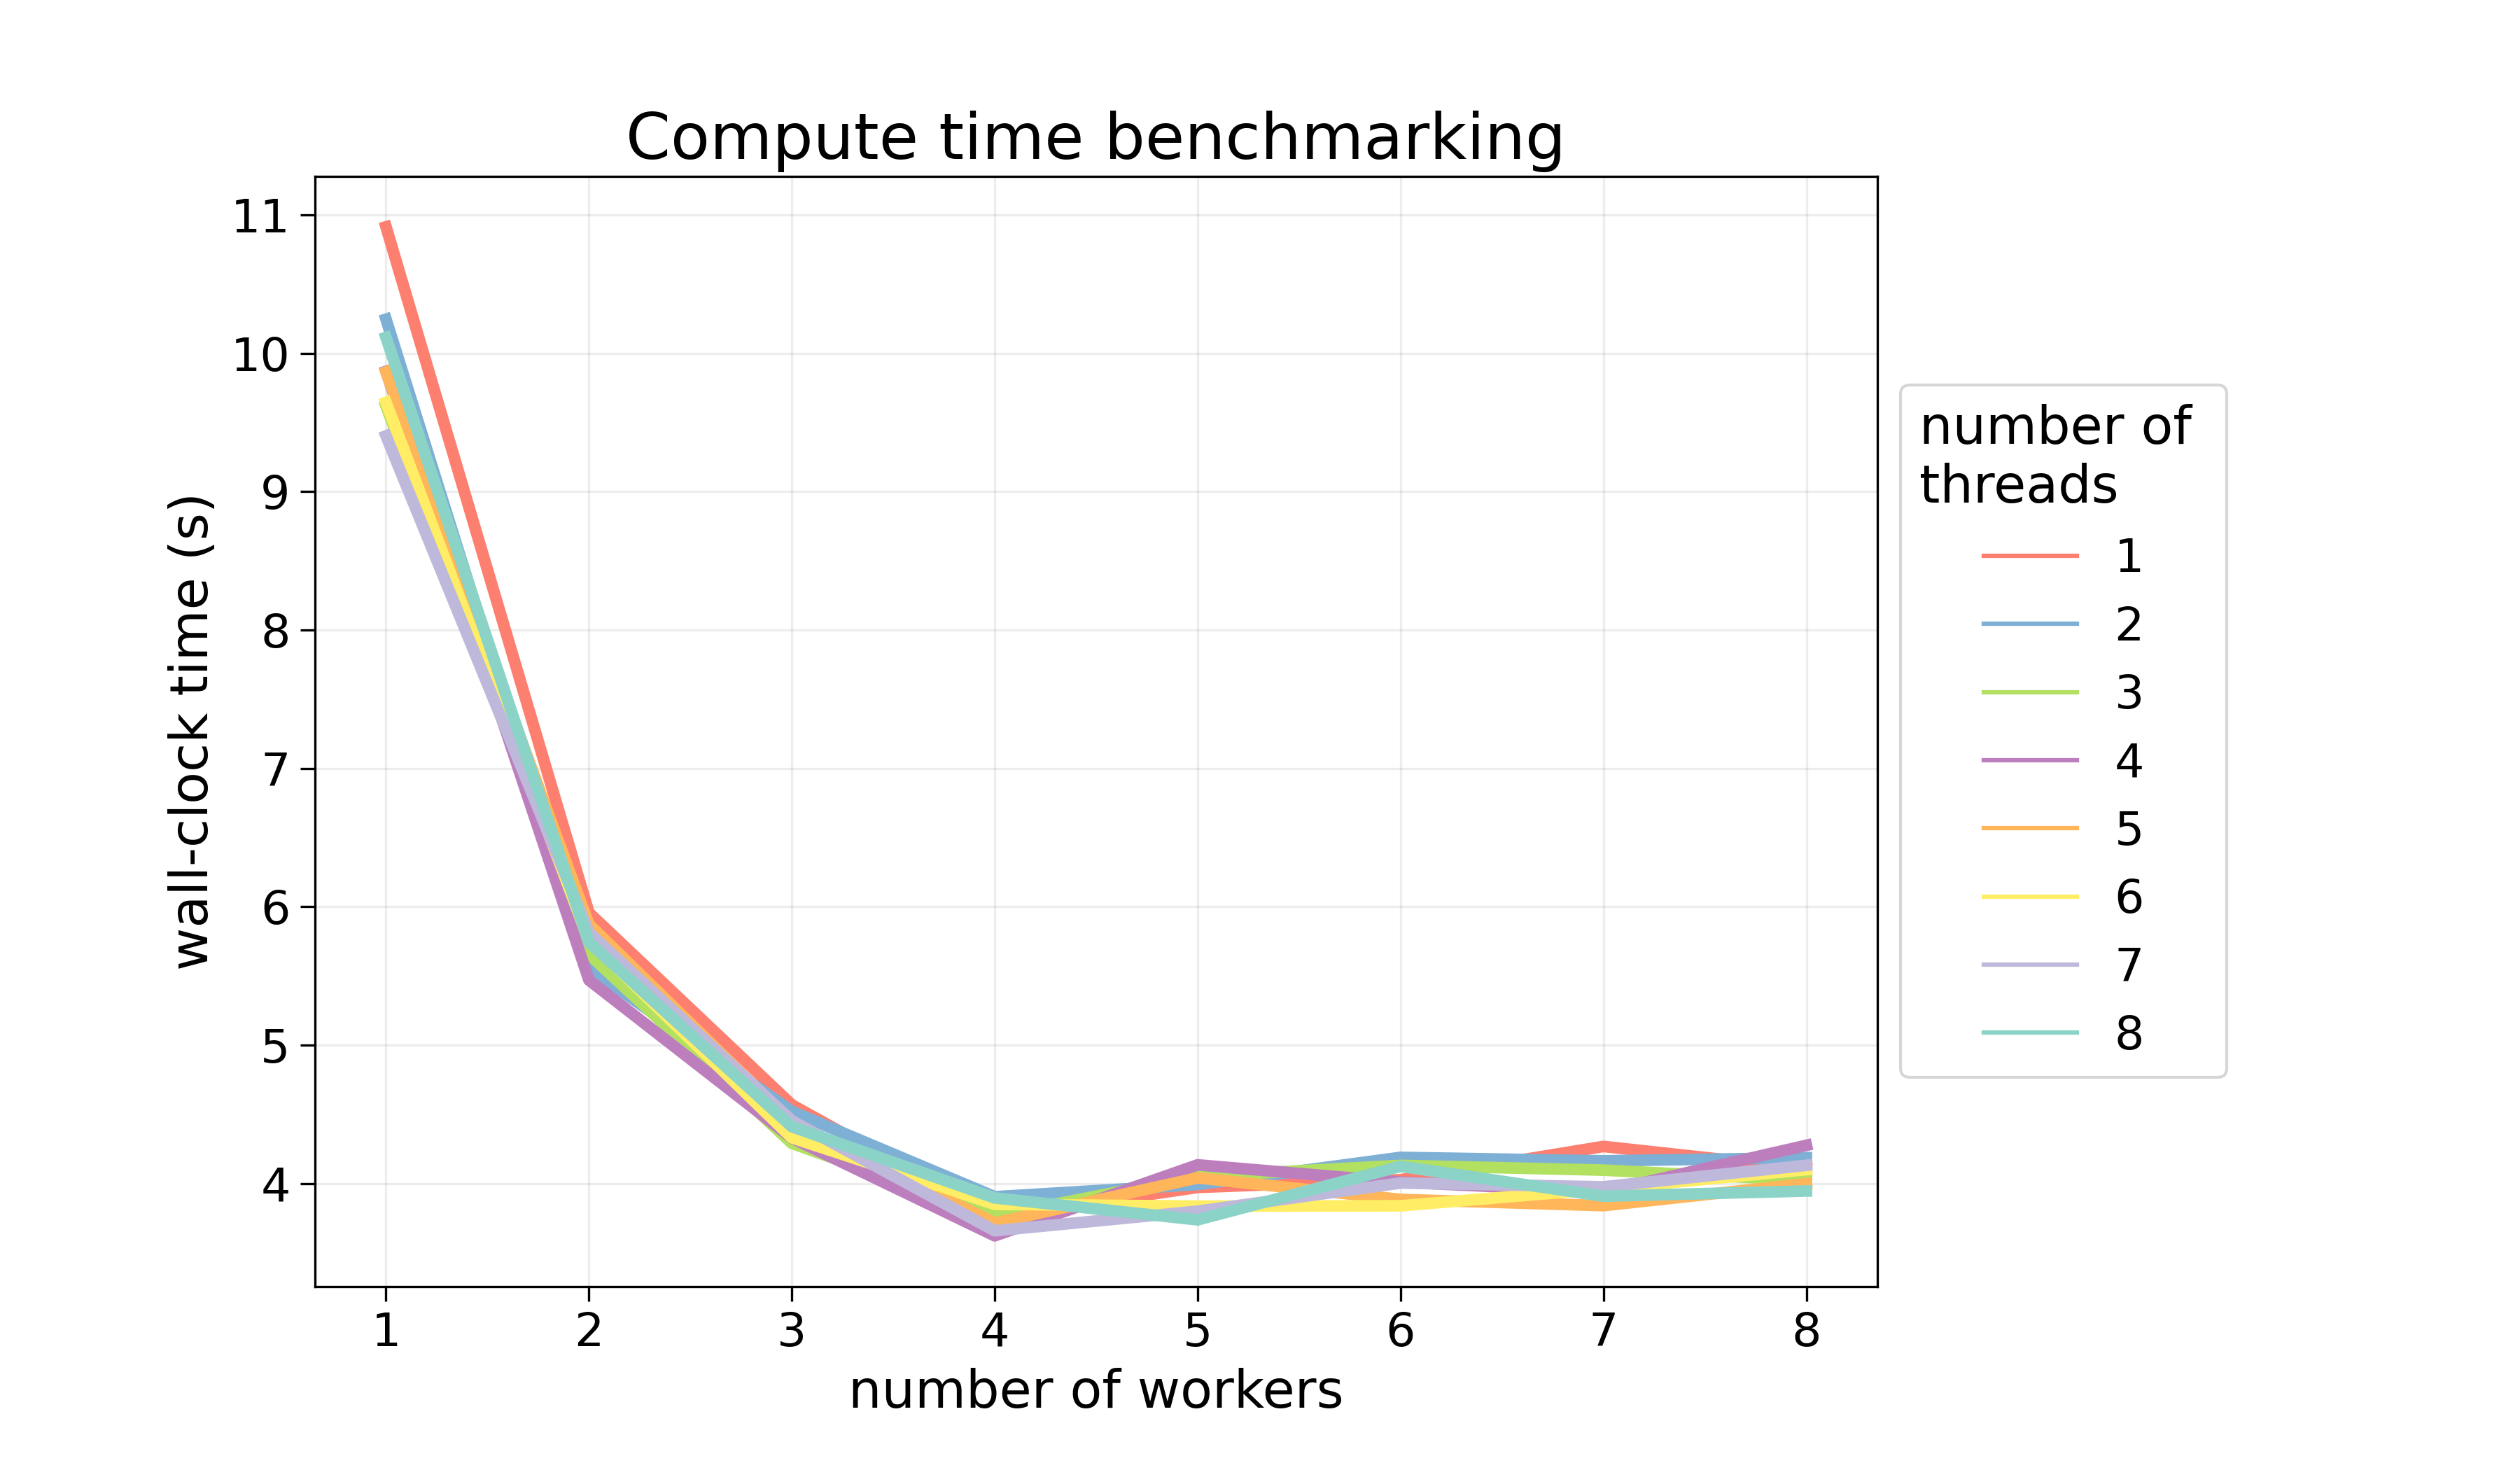 Compute time benchmarking
11
10
9
8
7
6
5
4
wall-clock time (s)
1 2 3 4 5 6 7 8
number of workers
number of
threads
1
2
3
4
5
6
7
8